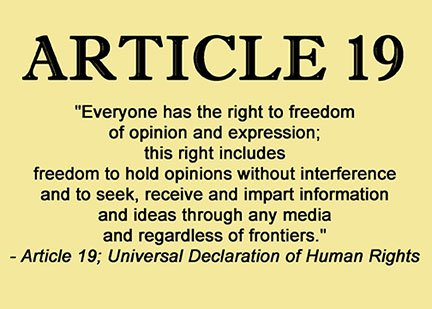 ARTICLE 19
"Everyone has the right to freedom
of opinion and expression;
this right includes
freedom to hold opinions without interference
and to seek, receive and impart information
and ideas through any media
and regardless of frontiers."
- Article 19; Universal Declaration of Human Rights